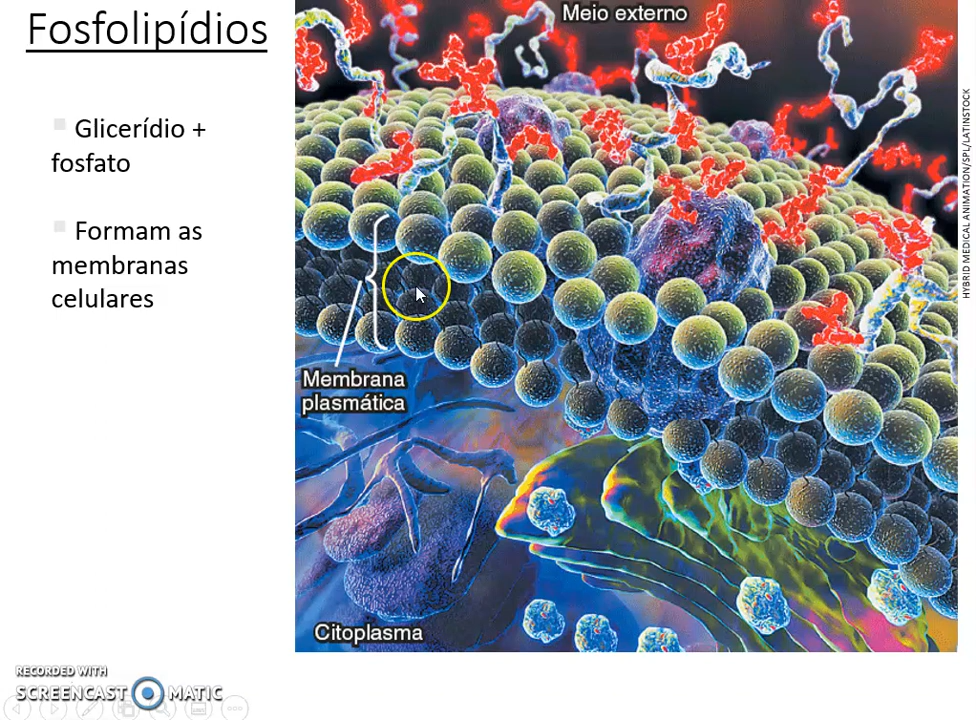 Fosfolipídios
Glicerídio +
fosfato
Formam as
membranas
celulares
Meio externo
Membrana
plasmática
Citoplasma
HYBRID MEDICAL ANIMATION/SPL/LATINSTOCK
RECORDED WITH
SCREENCAST MATIC